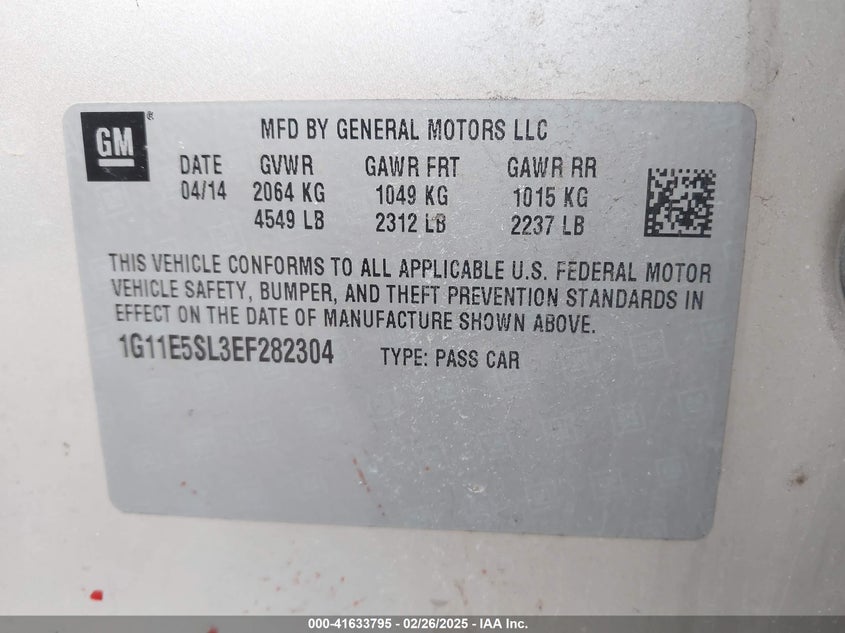 GM ®
MFD BY GENERAL MOTORS LLC
DATE GVWR GAWR FRT GAWR RR
04/14 2064 KG 1049 KG 1015 KG
4549 LB 2312 LB 2237 LB
THIS VEHICLE CONFORMS TO ALL APPLICABLE U.S. FEDERAL MOTOR
VEHICLE SAFETY, BUMPER, AND THEFT PREVENTION STANDARDS IN
EFFECT ON THE DATE OF MANUFACTURE SHOWN ABOVE.
1G11E5SL3EF282304 TYPE: PASS CAR
000-41633795 - 02/26/2025 - IAA Inc.